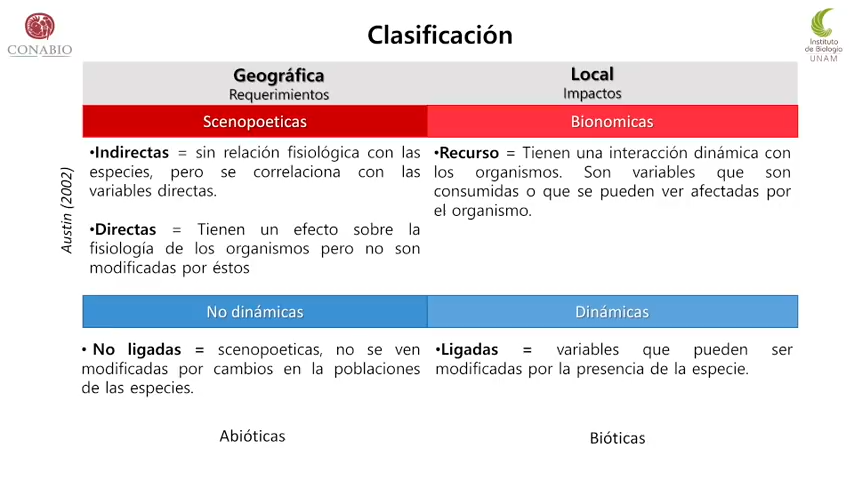 CONABIO
Clasificación
Instituto
de Biología
UNAM
Geográfica
Requerimientos
Local
Impactos
Scenopoeticas
Bionomicas
Austin (2002)
•Indirectas = sin relación fisiológica con las
especies, pero se correlaciona con las
variables directas.
•Directas = Tienen un efecto sobre la
fisiología de los organismos pero no son
modificadas por éstos
•Recurso = Tienen una interacción dinámica con
los organismos. Son variables que son
consumidas o que se pueden ver afectadas por
el organismo.
No dinámicas
Dinámicas
• No ligadas = scenopoeticas, no se ven
modificadas por cambios en la poblaciones
de las especies.
•Ligadas = variables que pueden ser
modificadas por la presencia de la especie.
Abióticas
Bióticas